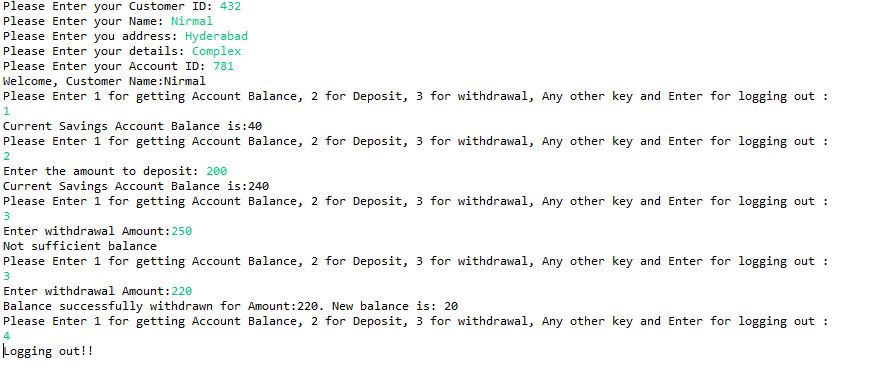 Please Enter your Customer ID: 432
Please Enter your Name: Nirmal
Please Enter you address: Hyderabad
Please Enter your details: Complex
Please Enter your Account ID: 781
Welcome, Customer Name:Nirmal
Please Enter 1 for getting Account Balance, 2 for Deposit, 3 for withdrawal, Any other key and Enter for logging out :
1
Current Savings Account Balance is:40
Please Enter 1 for getting Account Balance, 2 for Deposit, 3 for withdrawal, Any other key and Enter for logging out :
2
Enter the amount to deposit: 200
Current Savings Account Balance is:240
Please Enter 1 for getting Account Balance, 2 for Deposit, 3 for withdrawal, Any other key and Enter for logging out :
3
Enter withdrawal Amount:250
Not sufficient balance
Please Enter 1 for getting Account Balance, 2 for Deposit, 3 for withdrawal, Any other key and Enter for logging out :
3
Enter withdrawal Amount:220
Balance successfully withdrawn for Amount:220. New balance is: 20
Please Enter 1 for getting Account Balance, 2 for Deposit, 3 for withdrawal, Any other key and Enter for logging out :
4
Logging out!!